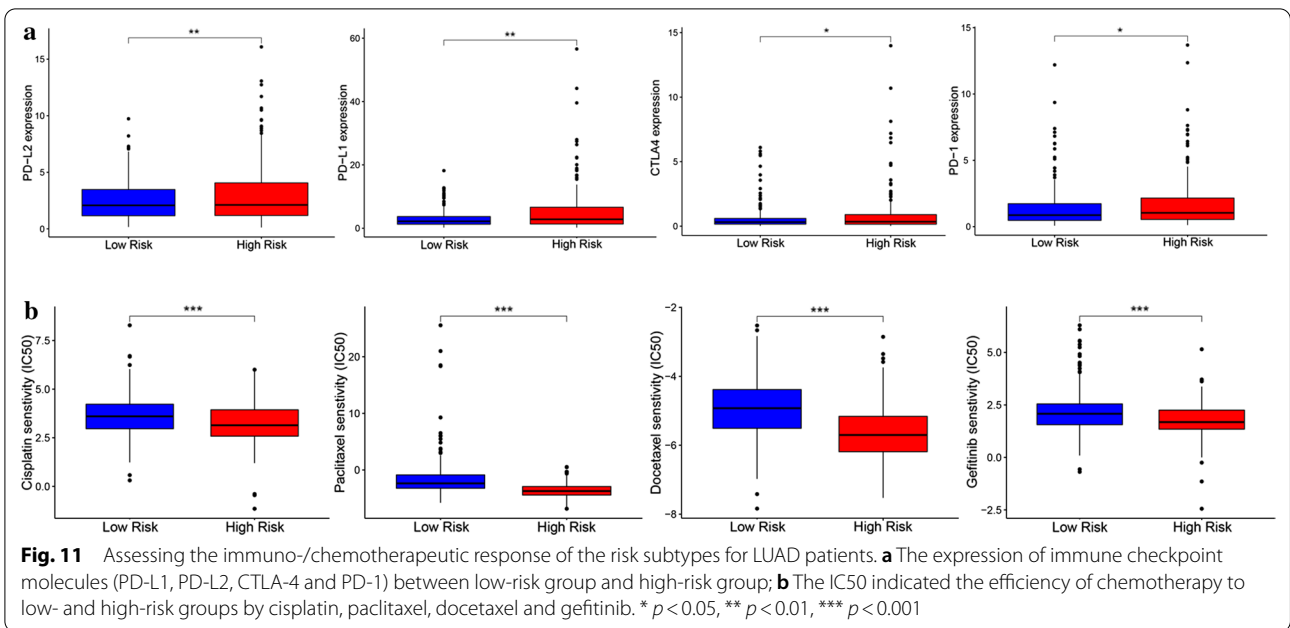 a
**
PD-L2 expression
15
10
5
0
Low Risk
High Risk
**
PD-L1 expression
60
40
20
0
Low Risk
High Risk
*
CTLA4 expression
15
10
5
0
Low Risk
High Risk
*
PD-1 expression
15
10
5
0
Low Risk
High Risk
b
***
Cisplatin senstivity (IC50)
7.5
5.0
2.5
0.0
Low Risk
High Risk
***
Paclitaxel senstivity (IC50)
20
10
0
Low Risk
High Risk
***
Docetaxel senstivity (IC50)
-2
-4
-6
-8
Low Risk
High Risk
***
Gefitinib senstivity (IC50)
5.0
2.5
0.0
-2.5
Low Risk
High Risk
Fig. 11 Assessing the immuno-/chemotherapeutic response of the risk subtypes for LUAD patients. a The expression of immune checkpoint
molecules (PD-L1, PD-L2, CTLA-4 and PD-1) between low-risk group and high-risk group; b The IC50 indicated the efficiency of chemotherapy to
low- and high-risk groups by cisplatin, paclitaxel, docetaxel and gefitinib. * p < 0.05, ** p < 0.01, *** p < 0.001